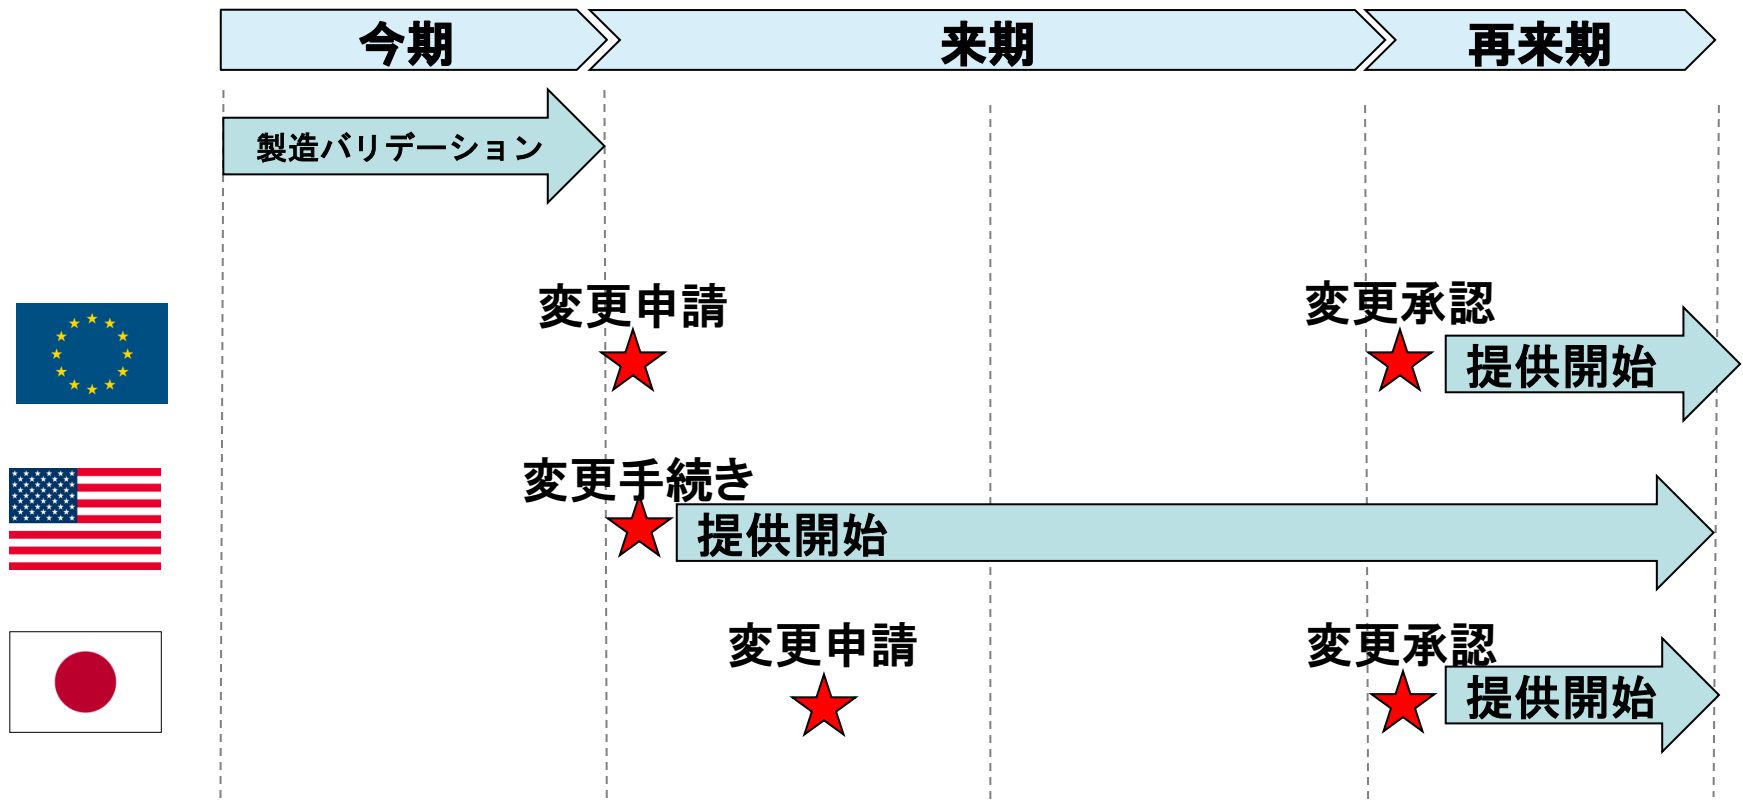 今期
来期
再来期
製造バリデーション
変更申請
変更承認
提供開始
変更手続き
提供開始
変更申請
変更承認
提供開始